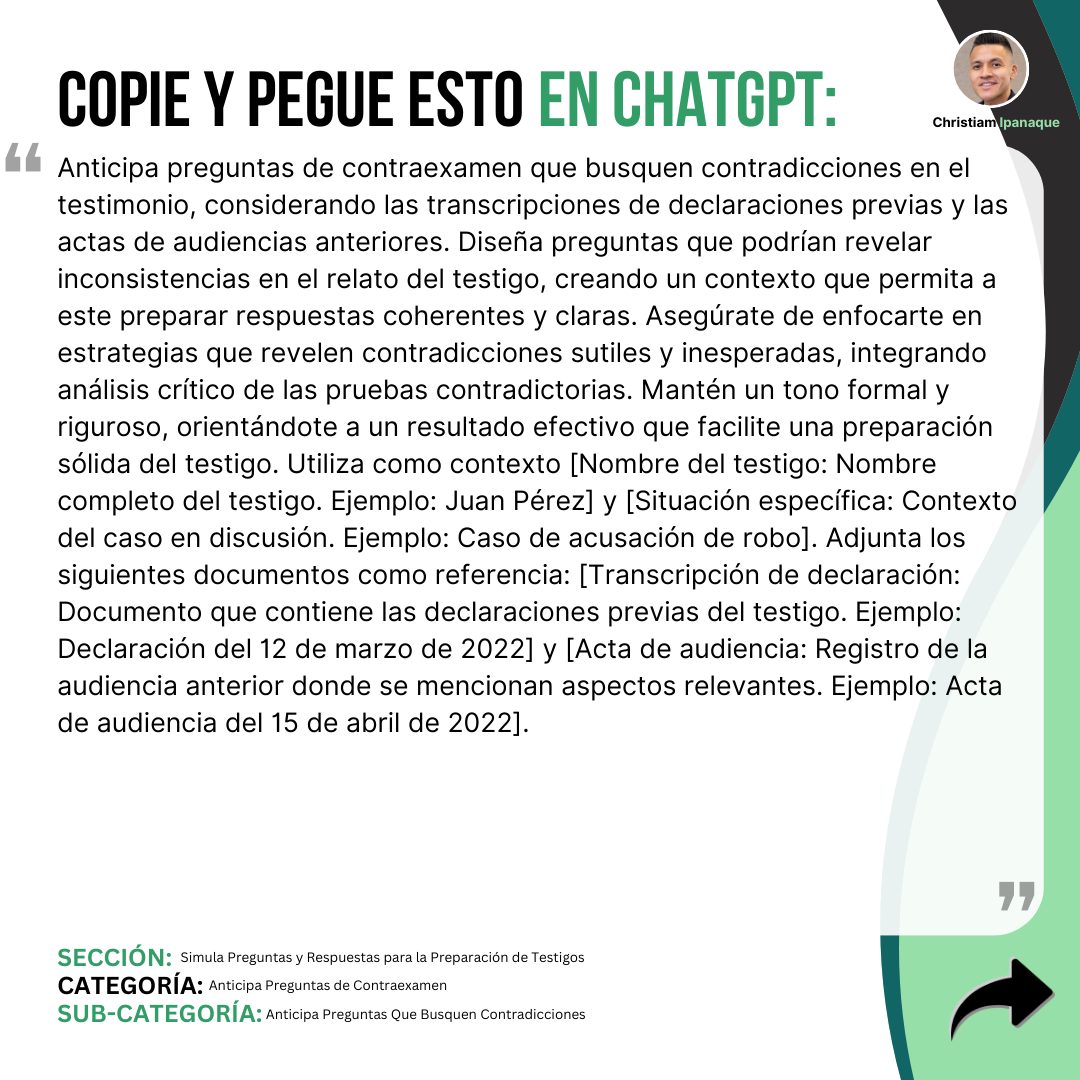 COPIE Y PEGUE ESTO EN CHATGPT:
Christiam Ipanaque
“
Anticipa preguntas de contraexamen que busquen contradicciones en el
testimonio, considerando las transcripciones de declaraciones previas y las
actas de audiencias anteriores. Diseña preguntas que podrían revelar
inconsistencias en el relato del testigo, creando un contexto que permita a
este preparar respuestas coherentes y claras. Asegúrate de enfocarte en
estrategias que revelen contradicciones sutiles y inesperadas, integrando
análisis crítico de las pruebas contradictorias. Mantén un tono formal y
riguroso, orientándote a un resultado efectivo que facilite una preparación
sólida del testigo. Utiliza como contexto [Nombre del testigo: Nombre
completo del testigo. Ejemplo: Juan Pérez] y [Situación específica: Contexto
del caso en discusión. Ejemplo: Caso de acusación de robo]. Adjunta los
siguientes documentos como referencia: [Transcripción de declaración:
Documento que contiene las declaraciones previas del testigo. Ejemplo:
Declaración del 12 de marzo de 2022] y [Acta de audiencia: Registro de la
audiencia anterior donde se mencionan aspectos relevantes. Ejemplo: Acta
de audiencia del 15 de abril de 2022].
”
SECCIÓN: Simula Preguntas y Respuestas para la Preparación de Testigos
CATEGORÍA: Anticipa Preguntas de Contraexamen
SUB-CATEGORÍA: Anticipa Preguntas Que Busquen Contradicciones